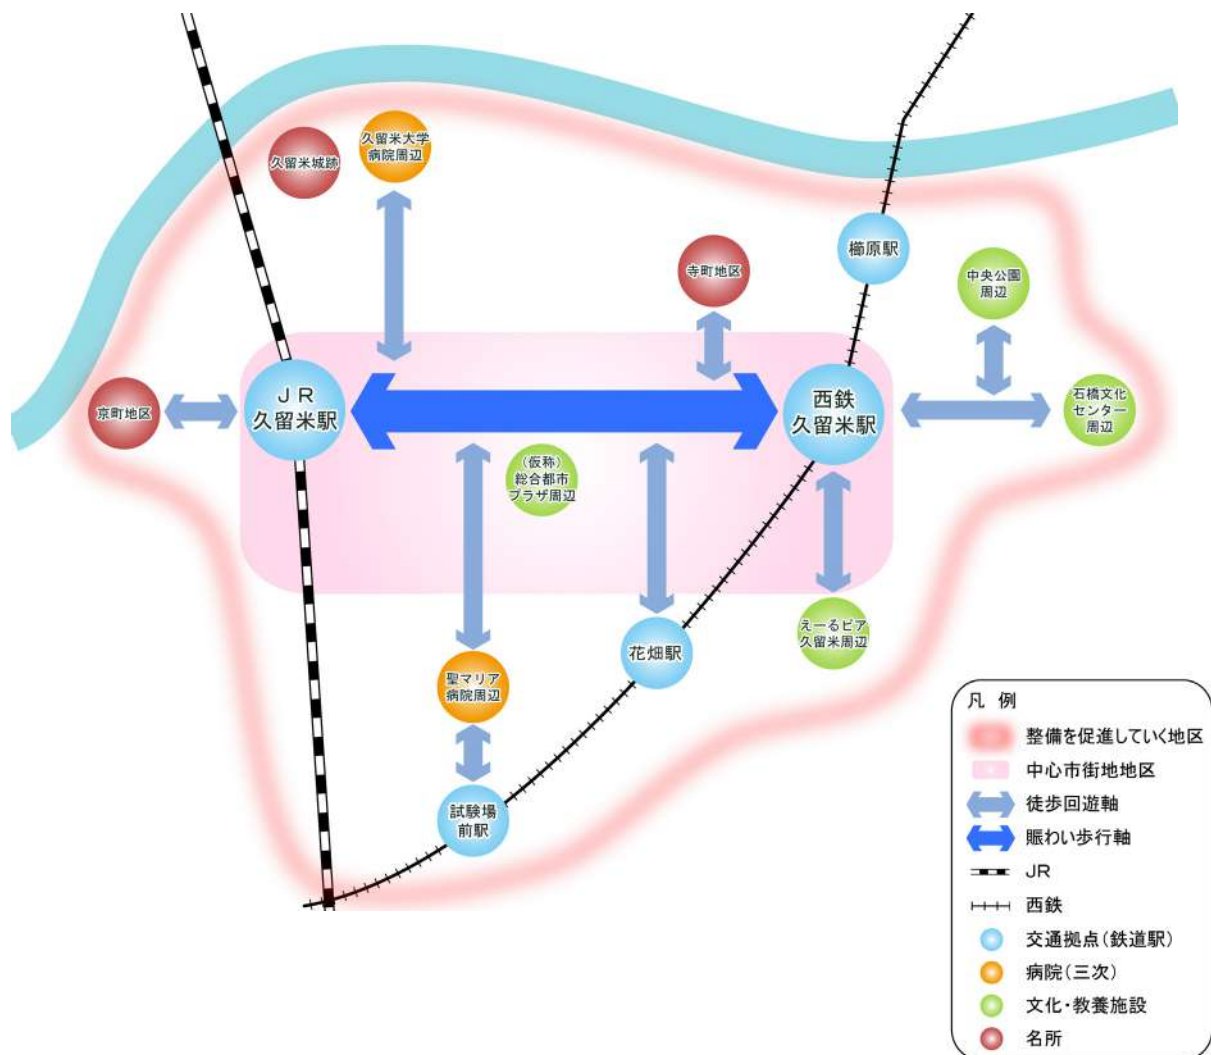 久留米城跡
久留米大学
病院周辺
櫛原駅
寺町地区
中央公園
周辺
京町地区
JR
久留米駅
西鉄
久留米駅
石橋文化
センター
周辺
(仮称)
総合都市
プラザ周辺
えーるピア
久留米周辺
花畑駅
聖マリア
病院周辺
試験場
前駅
凡 例
整備を促進していく地区
中心市街地地区
徒歩回遊軸
賑わい歩行軸
JR
西鉄
交通拠点(鉄道駅)
病院(三次)
文化・教養施設
名所